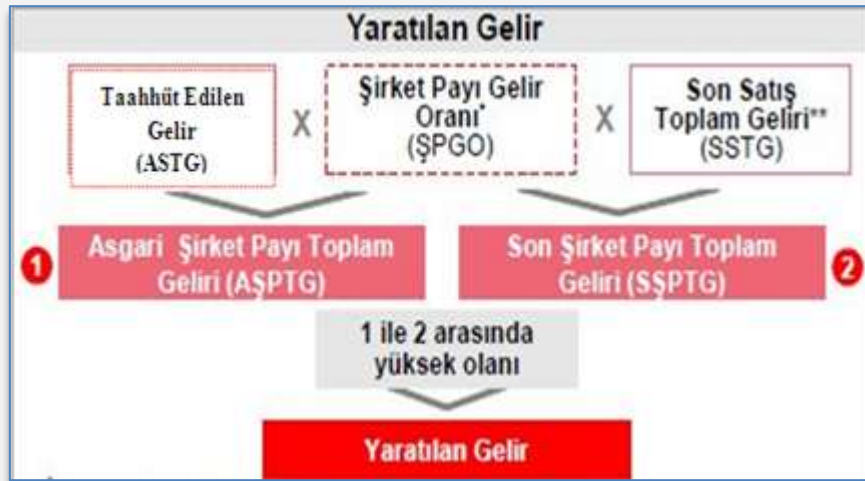 Yaratılan Gelir
Taahhüt Edilen
Gelir
(ASTG)
X
Şirket Payı Gelir
Oranı*
(ŞPGO)
X
Son Satış
Toplam Geliri**
(SSTG)
1
Asgari Şirket Payı Toplam
Geliri (AŞPTG)
Son Şirket Payı Toplam
Geliri (SŞPTG)
2
1 ile 2 arasında
yüksek olanı
Yaratılan Gelir